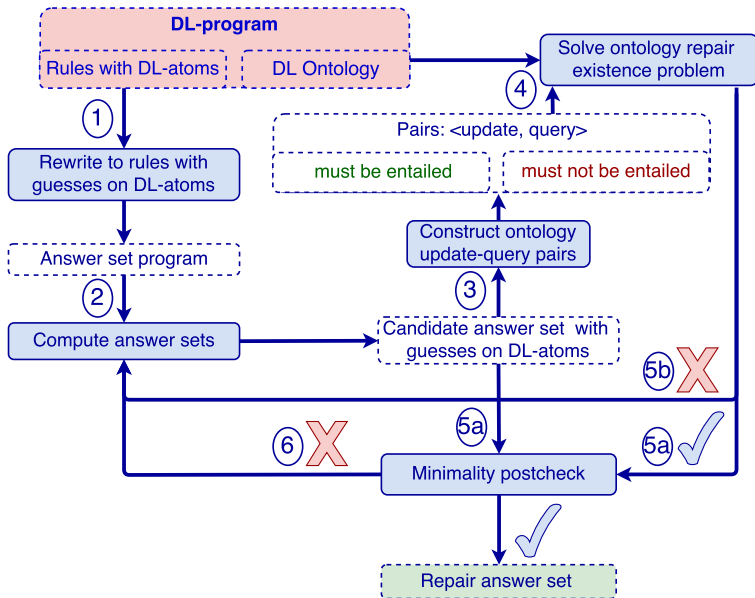 DL-program
Rules with DL-atoms
DL Ontology
Solve ontology repair
existence problem
1
4
Pairs: <update, query>
must be entailed
must not be entailed
Rewrite to rules with
guesses on DL-atoms
Construct ontology
update-query pairs
Answer set program
2
3
Compute answer sets
Candidate answer set with
guesses on DL-atoms
5b
X
5a
6
X
5a
Minimality postcheck
Repair answer set